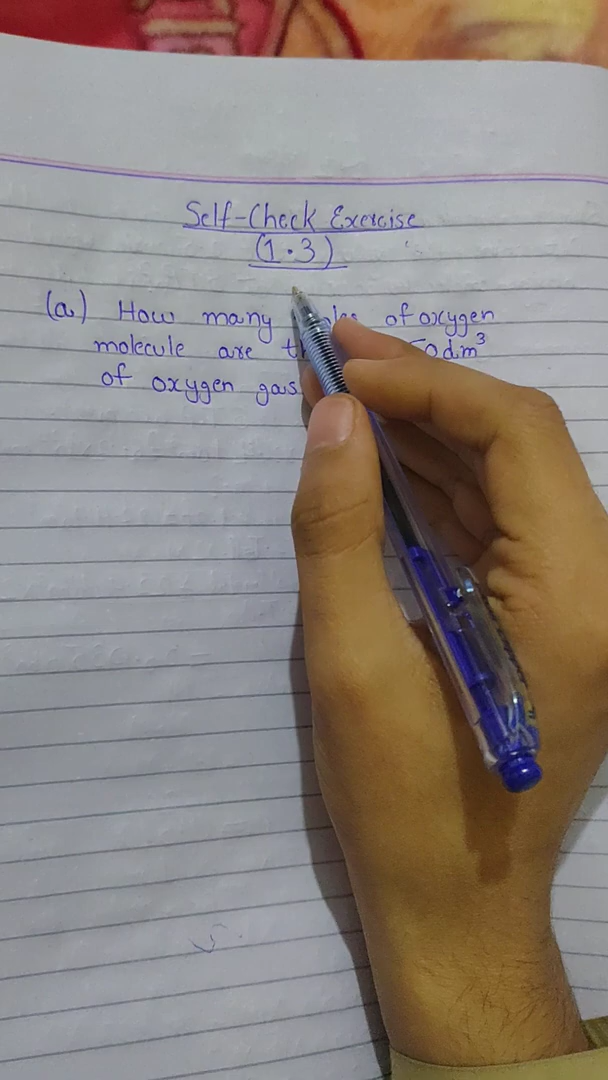 Self-Check Exercise
(1.3)
(a) How many of oxygen
molecule are dm³
of oxygen gas